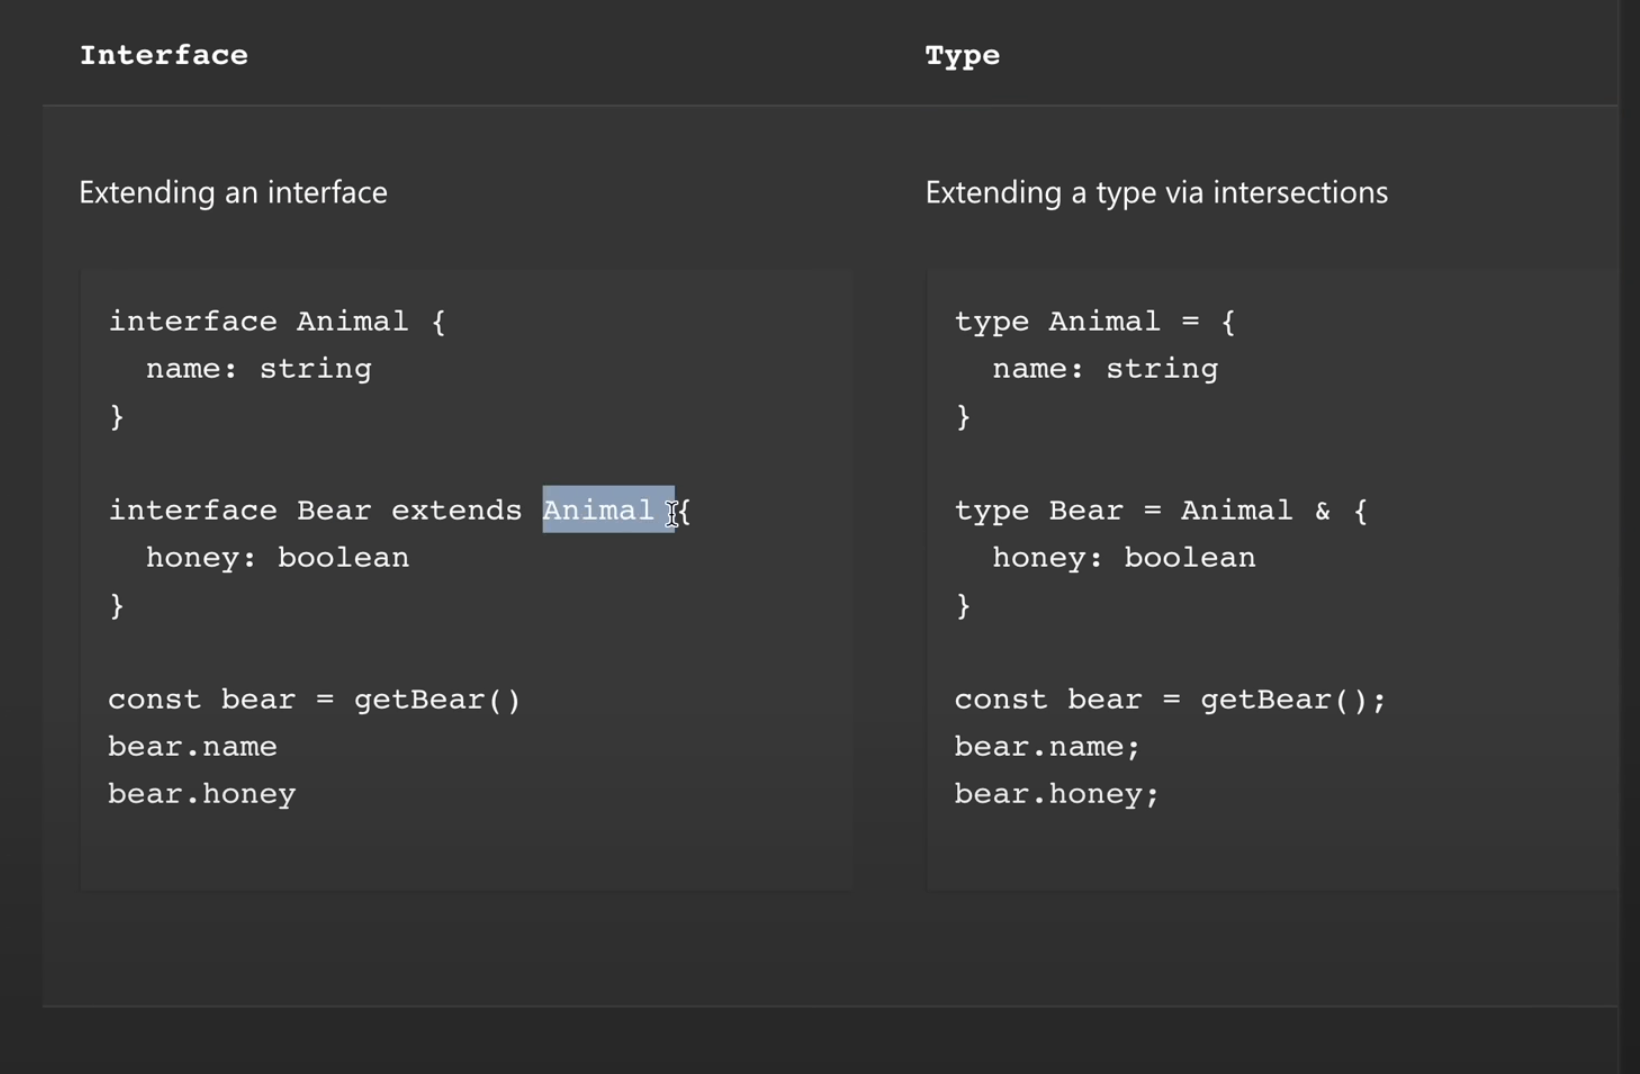 Interface
Type
Extending an interface
interface Animal {
  name: string
}
interface Bear extends Animal {
  honey: boolean
}
const bear = getBear()
bear.name
bear.honey
Extending a type via intersections
type Animal = {
  name: string
}
type Bear = Animal & {
  honey: boolean
}
const bear = getBear();
bear.name;
bear.honey;